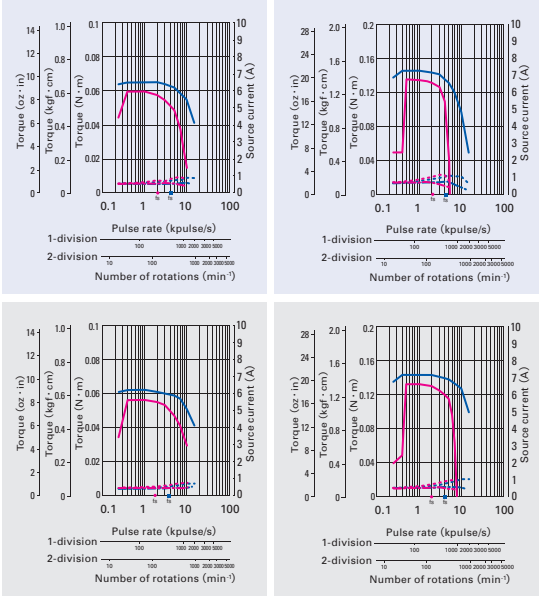 14 12 10 8 6 4 2 0
Torque (oz · in)
1.0 0.8 0.6 0.4 0.2 0
Torque (kgf · cm)
0.1 0.08 0.06 0.04 0.02 0
Torque (N · m)
10 9 8 7 6 5 4 3 2 1 0
Source current (A)
fs fs
0.1 1 10 100
Pulse rate (kpulse/s)
1-division 100 1000 2000 3000 5000
2-division 10 100 1000 2000 3000 5000
Number of rotations (min⁻¹)
28 24 20 16 12 8 4 0
Torque (oz · in)
2.0 1.6 1.2 0.8 0.4 0
Torque (kgf · cm)
0.2 0.16 0.12 0.08 0.04 0
Torque (N · m)
10 9 8 7 6 5 4 3 2 1 0
Source current (A)
fs fs
0.1 1 10 100
Pulse rate (kpulse/s)
1-division 100 1000 2000 3000 5000
2-division 10 100 1000 2000 3000 5000
Number of rotations (min⁻¹)
14 12 10 8 6 4 2 0
Torque (oz · in)
1.0 0.8 0.6 0.4 0.2 0
Torque (kgf · cm)
0.1 0.08 0.06 0.04 0.02 0
Torque (N · m)
10 9 8 7 6 5 4 3 2 1 0
Source current (A)
fs fs
0.1 1 10 100
Pulse rate (kpulse/s)
1-division 100 1000 2000 3000 5000
2-division 10 100 1000 2000 3000 5000
Number of rotations (min⁻¹)
28 24 20 16 12 8 4 0
Torque (oz · in)
2.0 1.6 1.2 0.8 0.4 0
Torque (kgf · cm)
0.2 0.16 0.12 0.08 0.04 0
Torque (N · m)
10 9 8 7 6 5 4 3 2 1 0
Source current (A)
fs fs
0.1 1 10 100
Pulse rate (kpulse/s)
1-division 100 1000 2000 3000 5000
2-division 10 100 1000 2000 3000 5000
Number of rotations (min⁻¹)